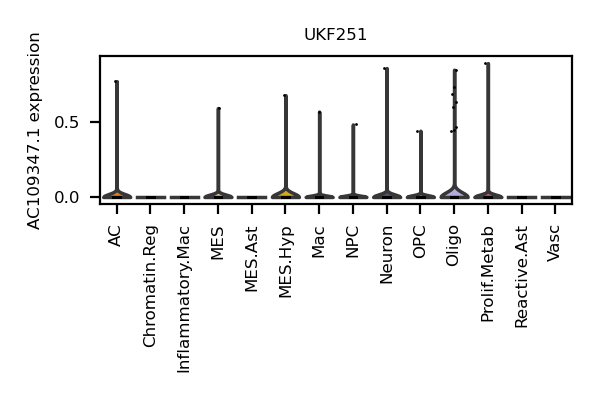 UKF251
AC109347.1 expression
0.5
0.0
AC
Chromatin.Reg
Inflammatory.Mac
MES
MES.Ast
MES.Hyp
Mac
NPC
Neuron
OPC
Oligo
Prolif.Metab
Reactive.Ast
Vasc